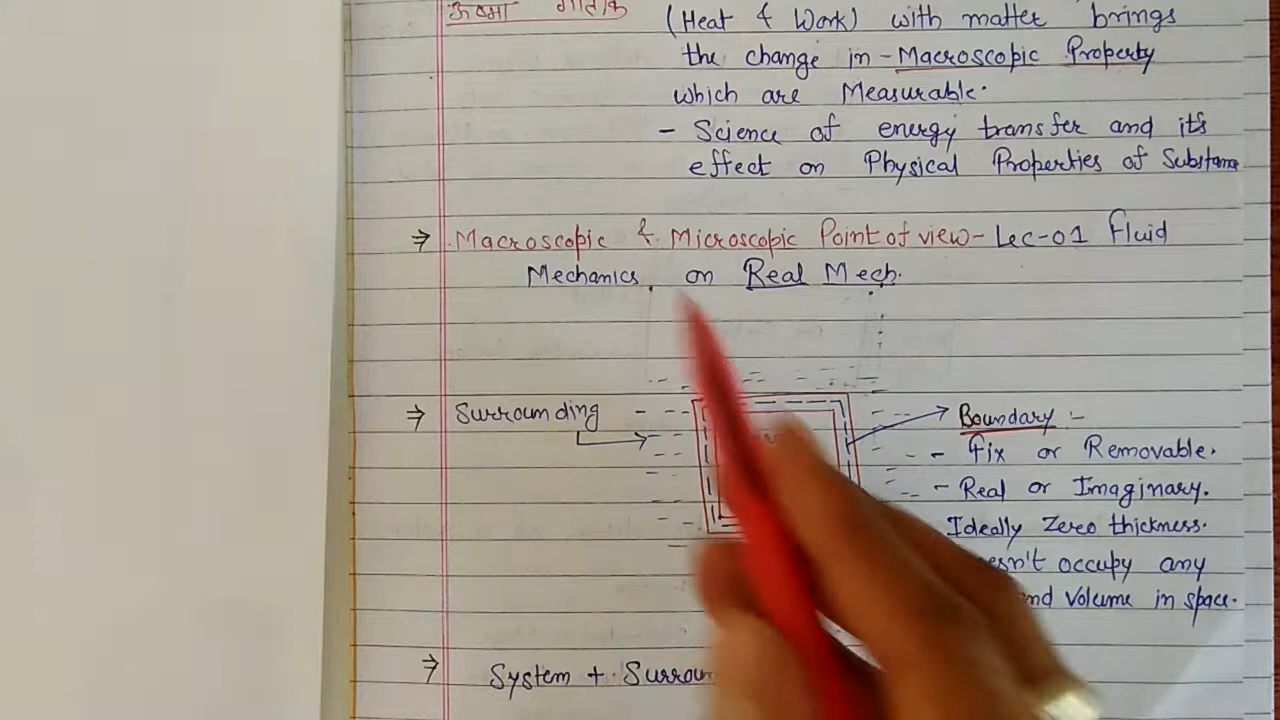 ऊष्मा
(Heat & Work) with matter brings
the change in - Macroscopic Property
which are Measurable.
- Science of energy transfer and it's
effect on Physical Properties of Substance
⇒ Macroscopic & Microscopic Point of view - Lec-01 fluid
Mechanics on Real Mech.
⇒ Surrounding
Boundary :-
- fix or Removable.
- Real or Imaginary.
Ideally Zero thickness.
occupy any
volume in space.
⇒ System +